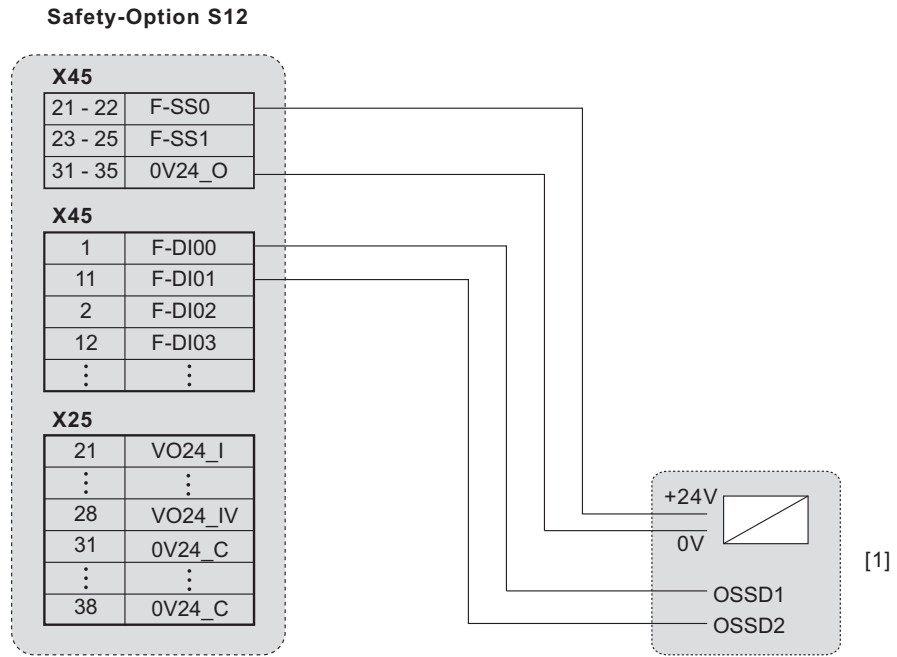 Safety-Option S12
X45
21 - 22 F-SS0
23 - 25 F-SS1
31 - 35 0V24_O
X45
1 F-DI00
11 F-DI01
2 F-DI02
12 F-DI03
⋮ ⋮
X25
21 VO24_I
⋮ ⋮
28 VO24_IV
31 0V24_C
⋮ ⋮
38 0V24_C
+24V
0V
[1]
OSSD1
OSSD2